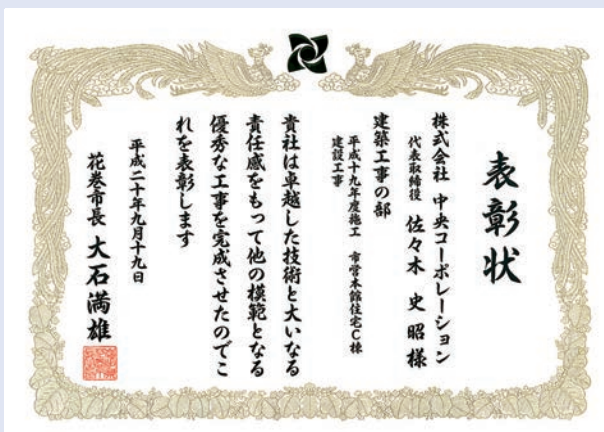 表彰状
株式会社 中央コーポレーション
代表取締役 佐々木 史昭様
建築工事の部
平成十九年度施工 市営本館住宅C棟
建設工事
貴社は卓越した技術と大いなる
責任感をもって他の模範となる
優秀な工事を完成させたのでこ
れを表彰します
平成二十年九月十九日
花巻市長 大石満雄